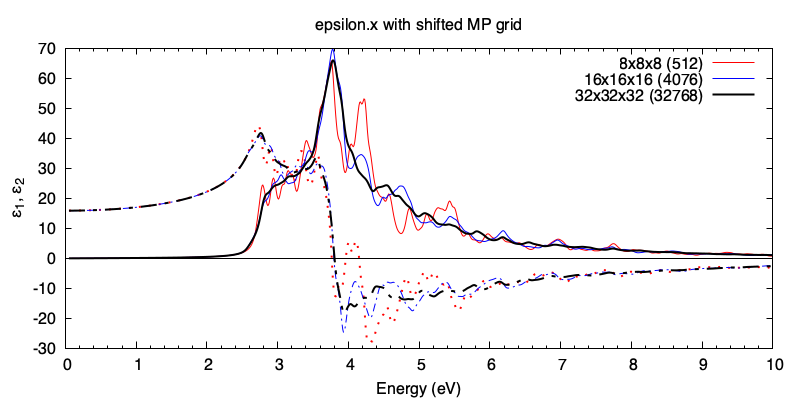 epsilon.x with shifted MP grid
8x8x8 (512)
16x16x16 (4076)
32x32x32 (32768)
ε1, ε2
70
60
50
40
30
20
10
0
-10
-20
-30
0 1 2 3 4 5 6 7 8 9 10
Energy (eV)